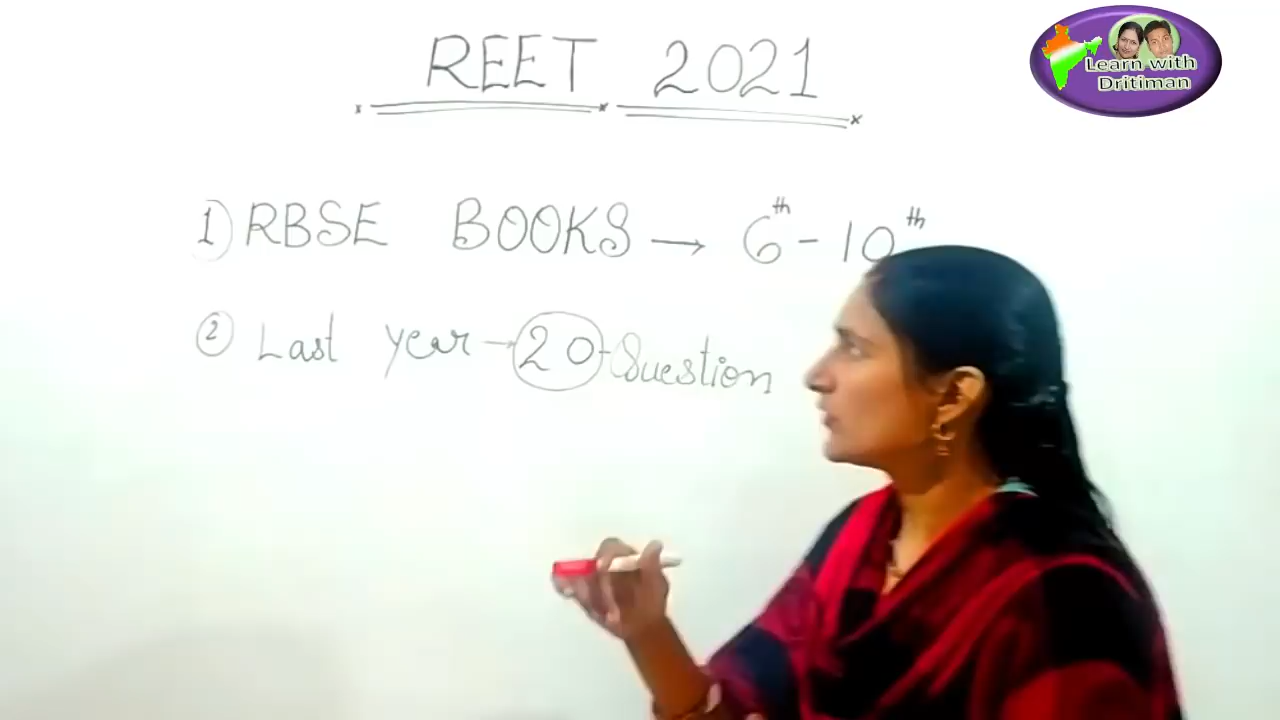 REET 2021
1) RBSE BOOKS → 6th - 10th
2 Last year → 20 - Question
Learn with
Dritiman